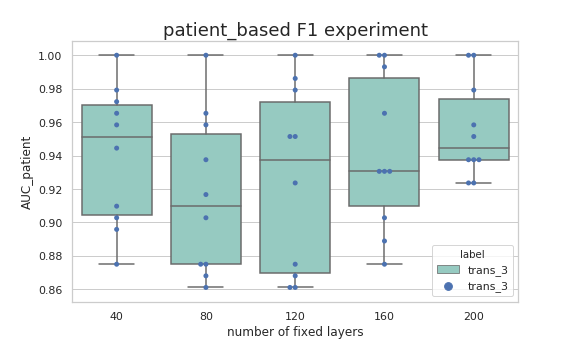 patient_based F1 experiment
AUC_patient
1.00
0.98
0.96
0.94
0.92
0.90
0.88
0.86
label
trans_3
trans_3
40 80 120 160 200
number of fixed layers